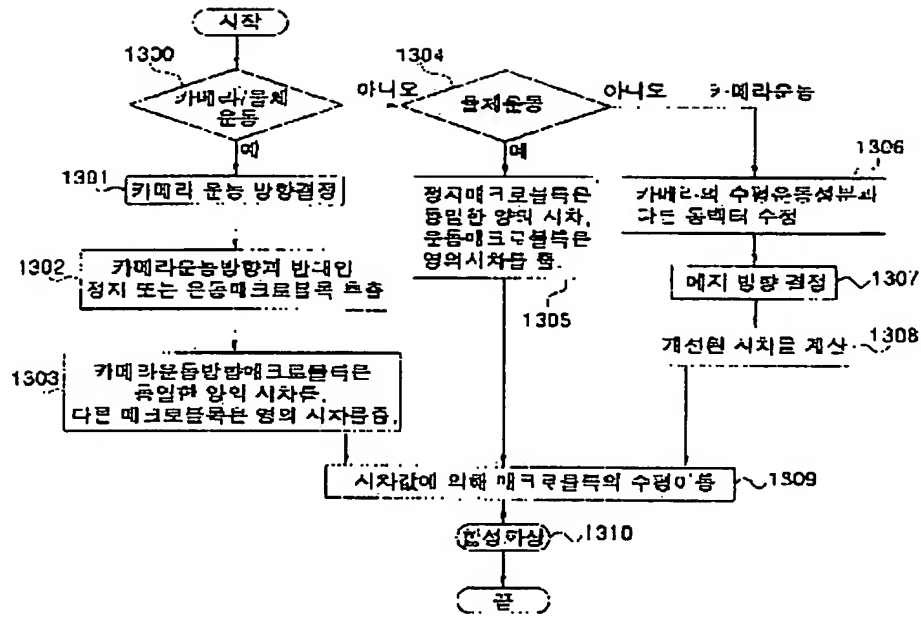 시작
1300
카메라/물체
운동
예
아니오
1304
물체운동
예
아니오
카메라운동
1301
카메라 운동 방향결정
1302
카메라운동방향과 반대인
정지 또는 운동매크로블록 추출
1303
카메라운동방향매크로블록은
동일한 양의 시차를,
다른 매크로블록은 영의 시차를줌.
정지매크로블록은
동일한 양의 시차,
운동매크로블록은
영의시차를 줌.
1305
1306
카메라의 수평운동성분과
다른 동벡터 수정
에지 방향 결정
1307
개선된 시차를 계산
1308
시차값에 의해 매크로블록의 수평이동
1309
합성영상
1310
끝